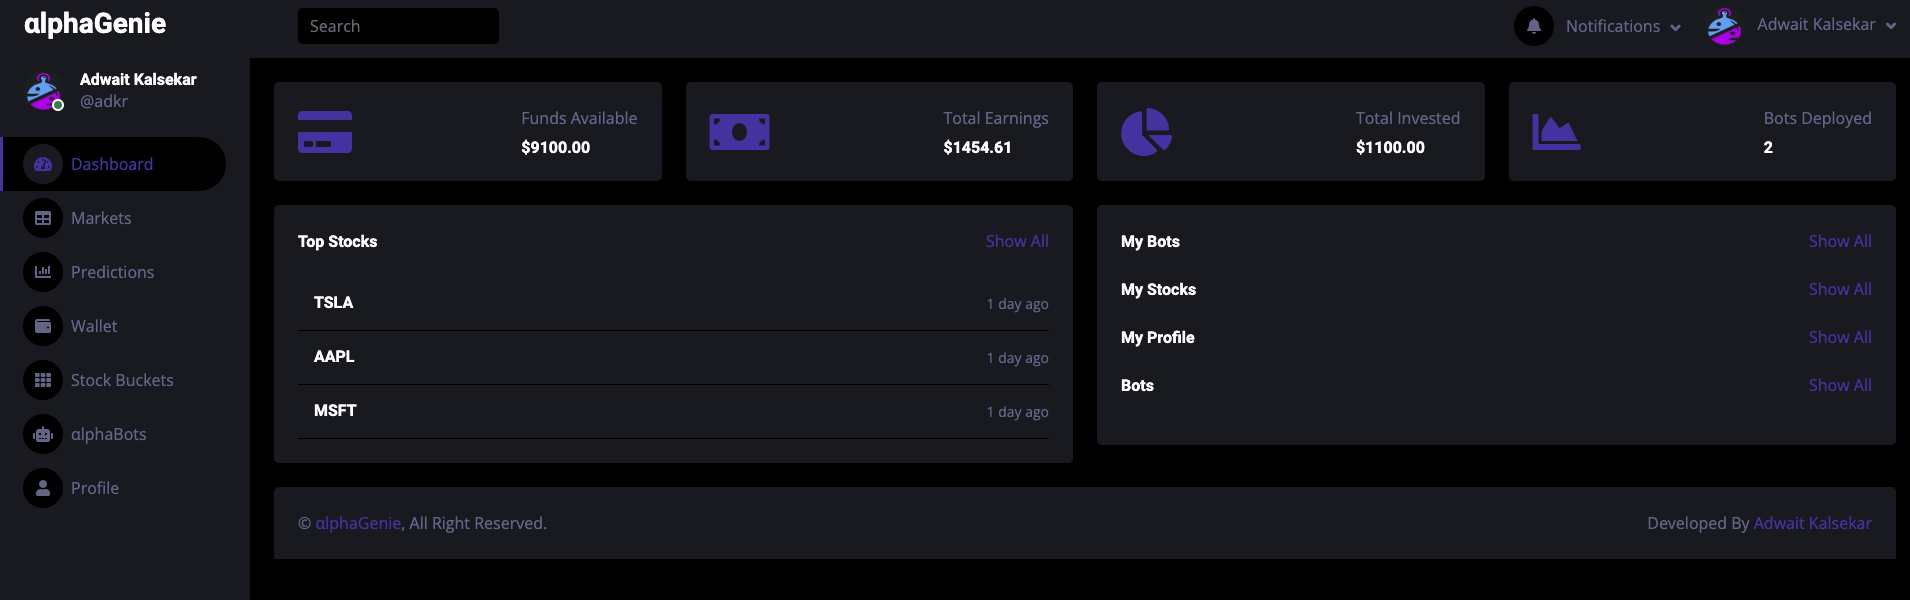 αlphaGenie
Search
Notifications
Adwait Kalsekar
Adwait Kalsekar
@adkr
Dashboard
Markets
Predictions
Wallet
Stock Buckets
αlphaBots
Profile
Funds Available
$9100.00
Total Earnings
$1454.61
Total Invested
$1100.00
Bots Deployed
2
Top Stocks Show All
TSLA 1 day ago
AAPL 1 day ago
MSFT 1 day ago
My Bots Show All
My Stocks Show All
My Profile Show All
Bots Show All
© αlphaGenie, All Right Reserved.
Developed By Adwait Kalsekar